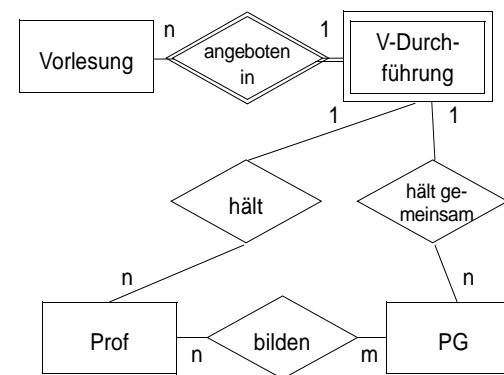 n
1
Vorlesung
angeboten
in
V-Durch-
führung
1
1
hält
hält ge-
meinsam
n
n
Prof
n
bilden
m
PG